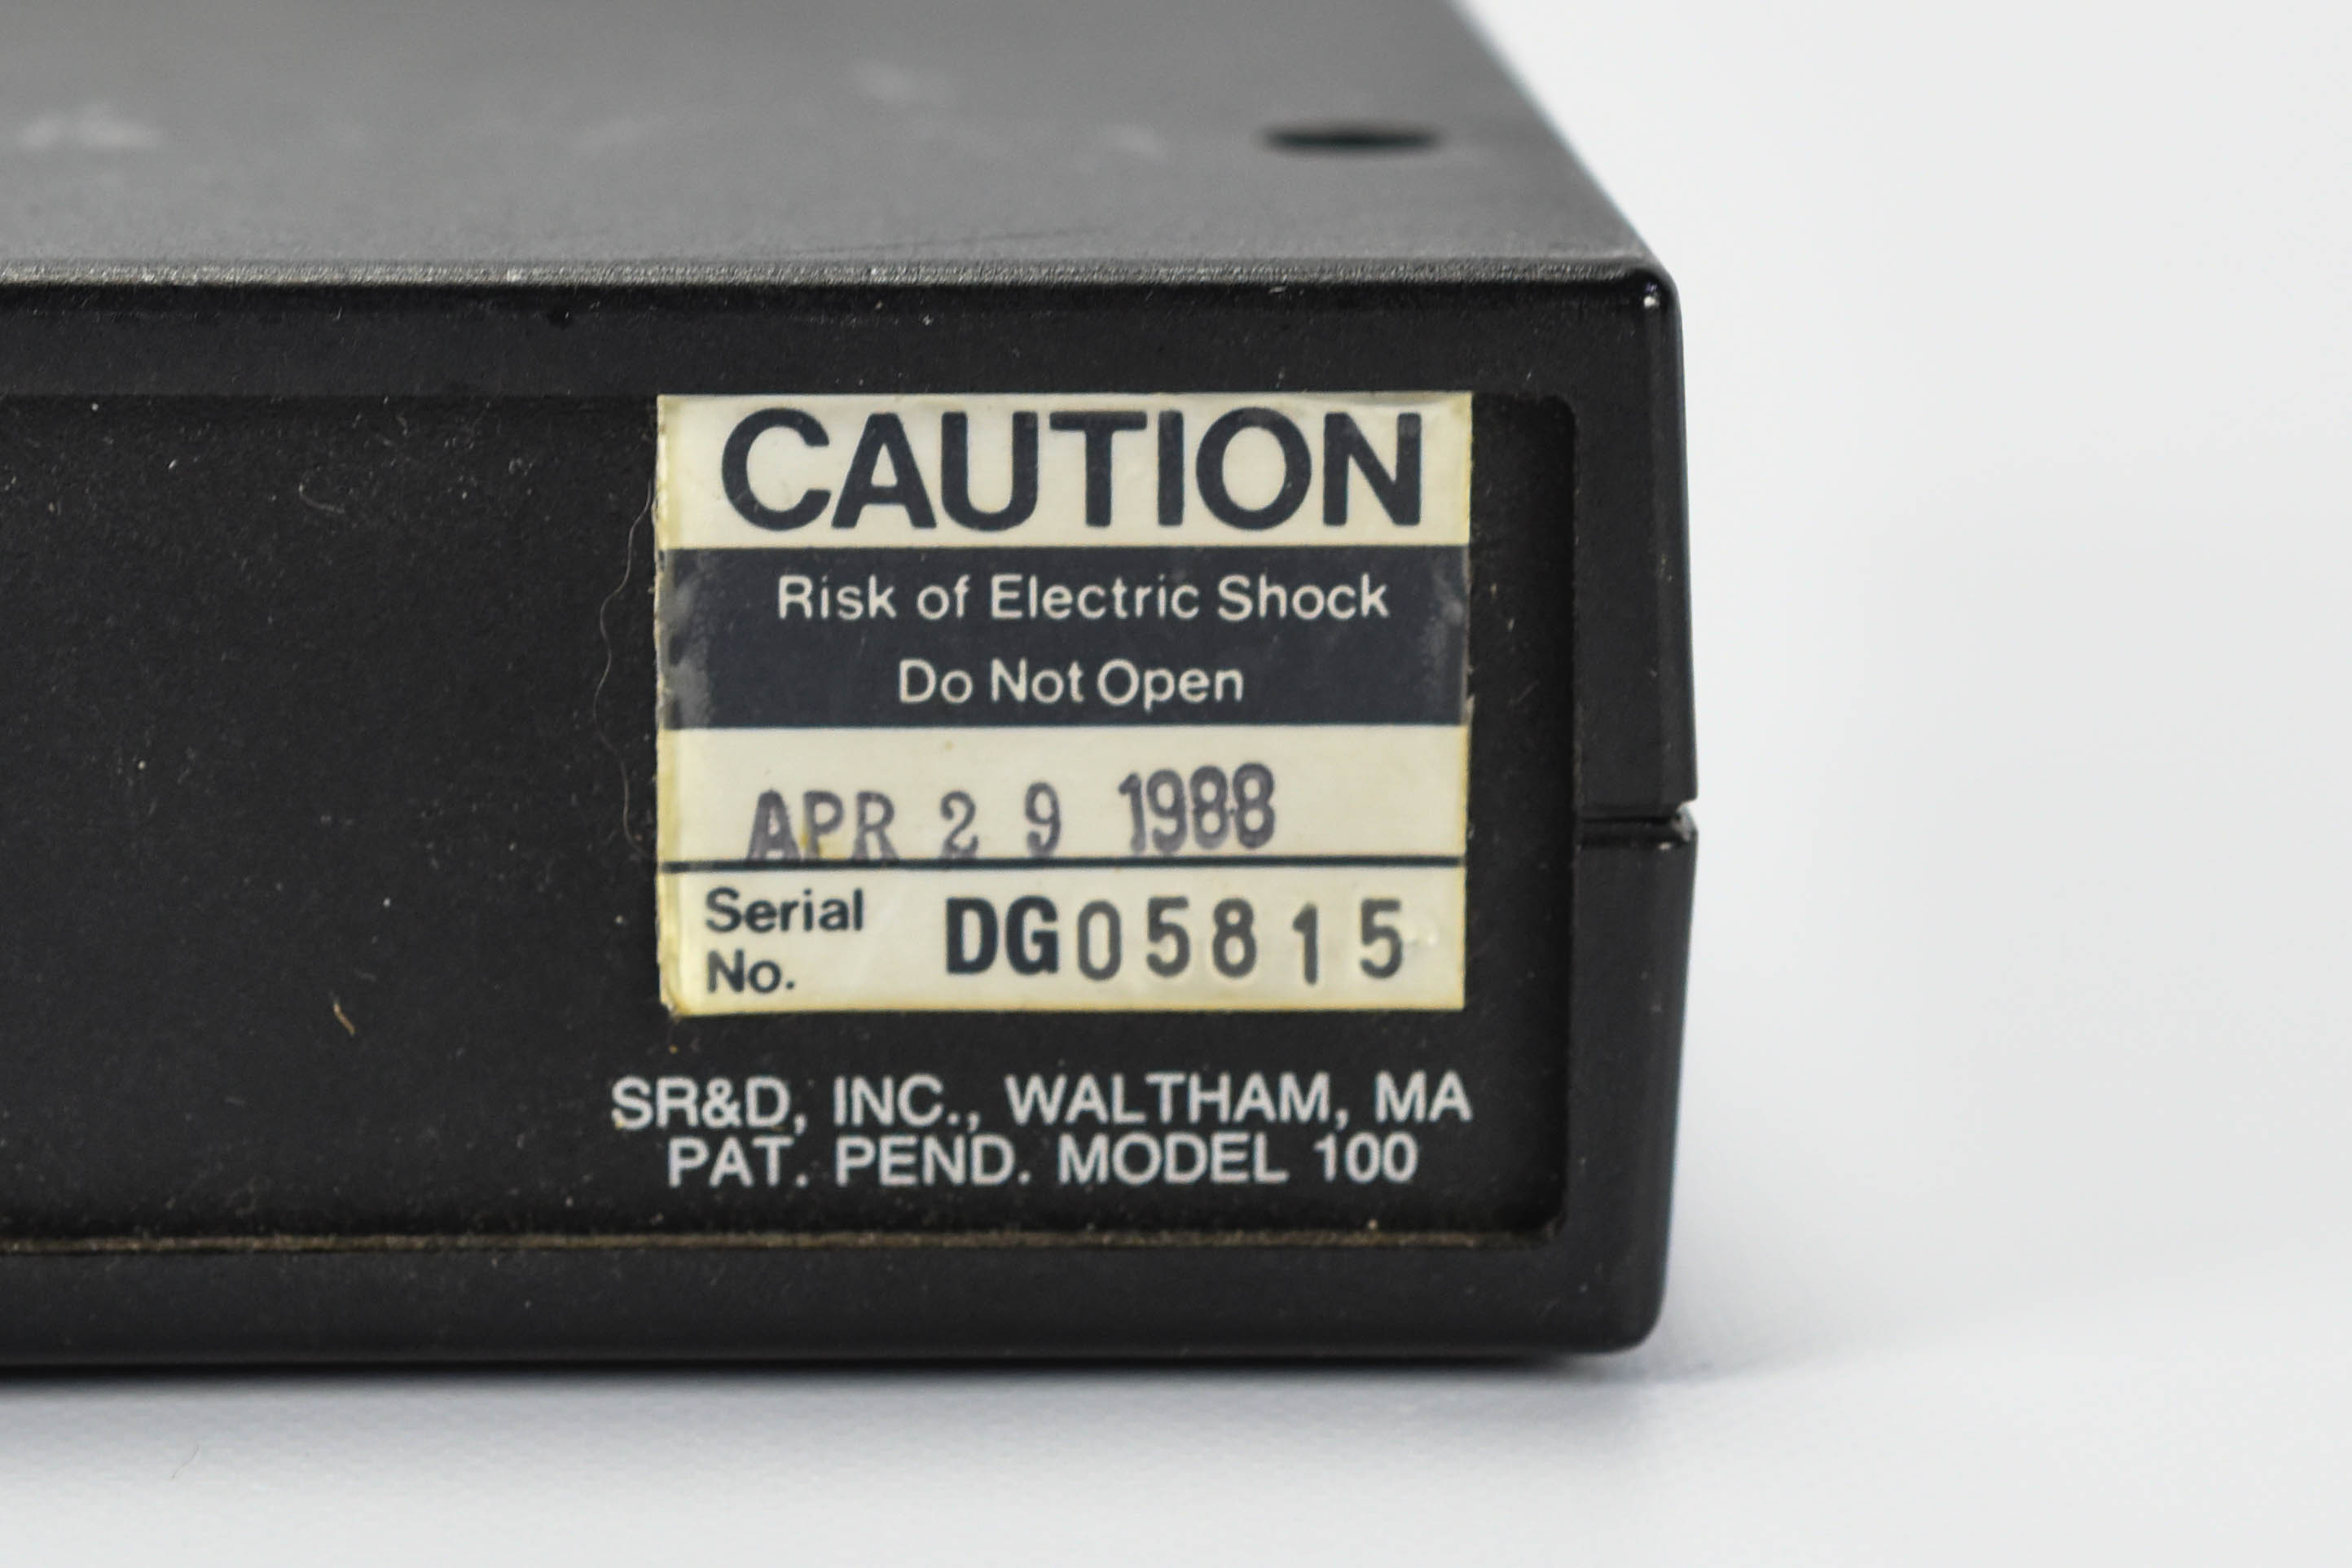 CAUTION
Risk of Electric Shock
Do Not Open
APR 29 1988
Serial No. DG05815
SR&D, INC., WALTHAM, MA
PAT. PEND. MODEL 100